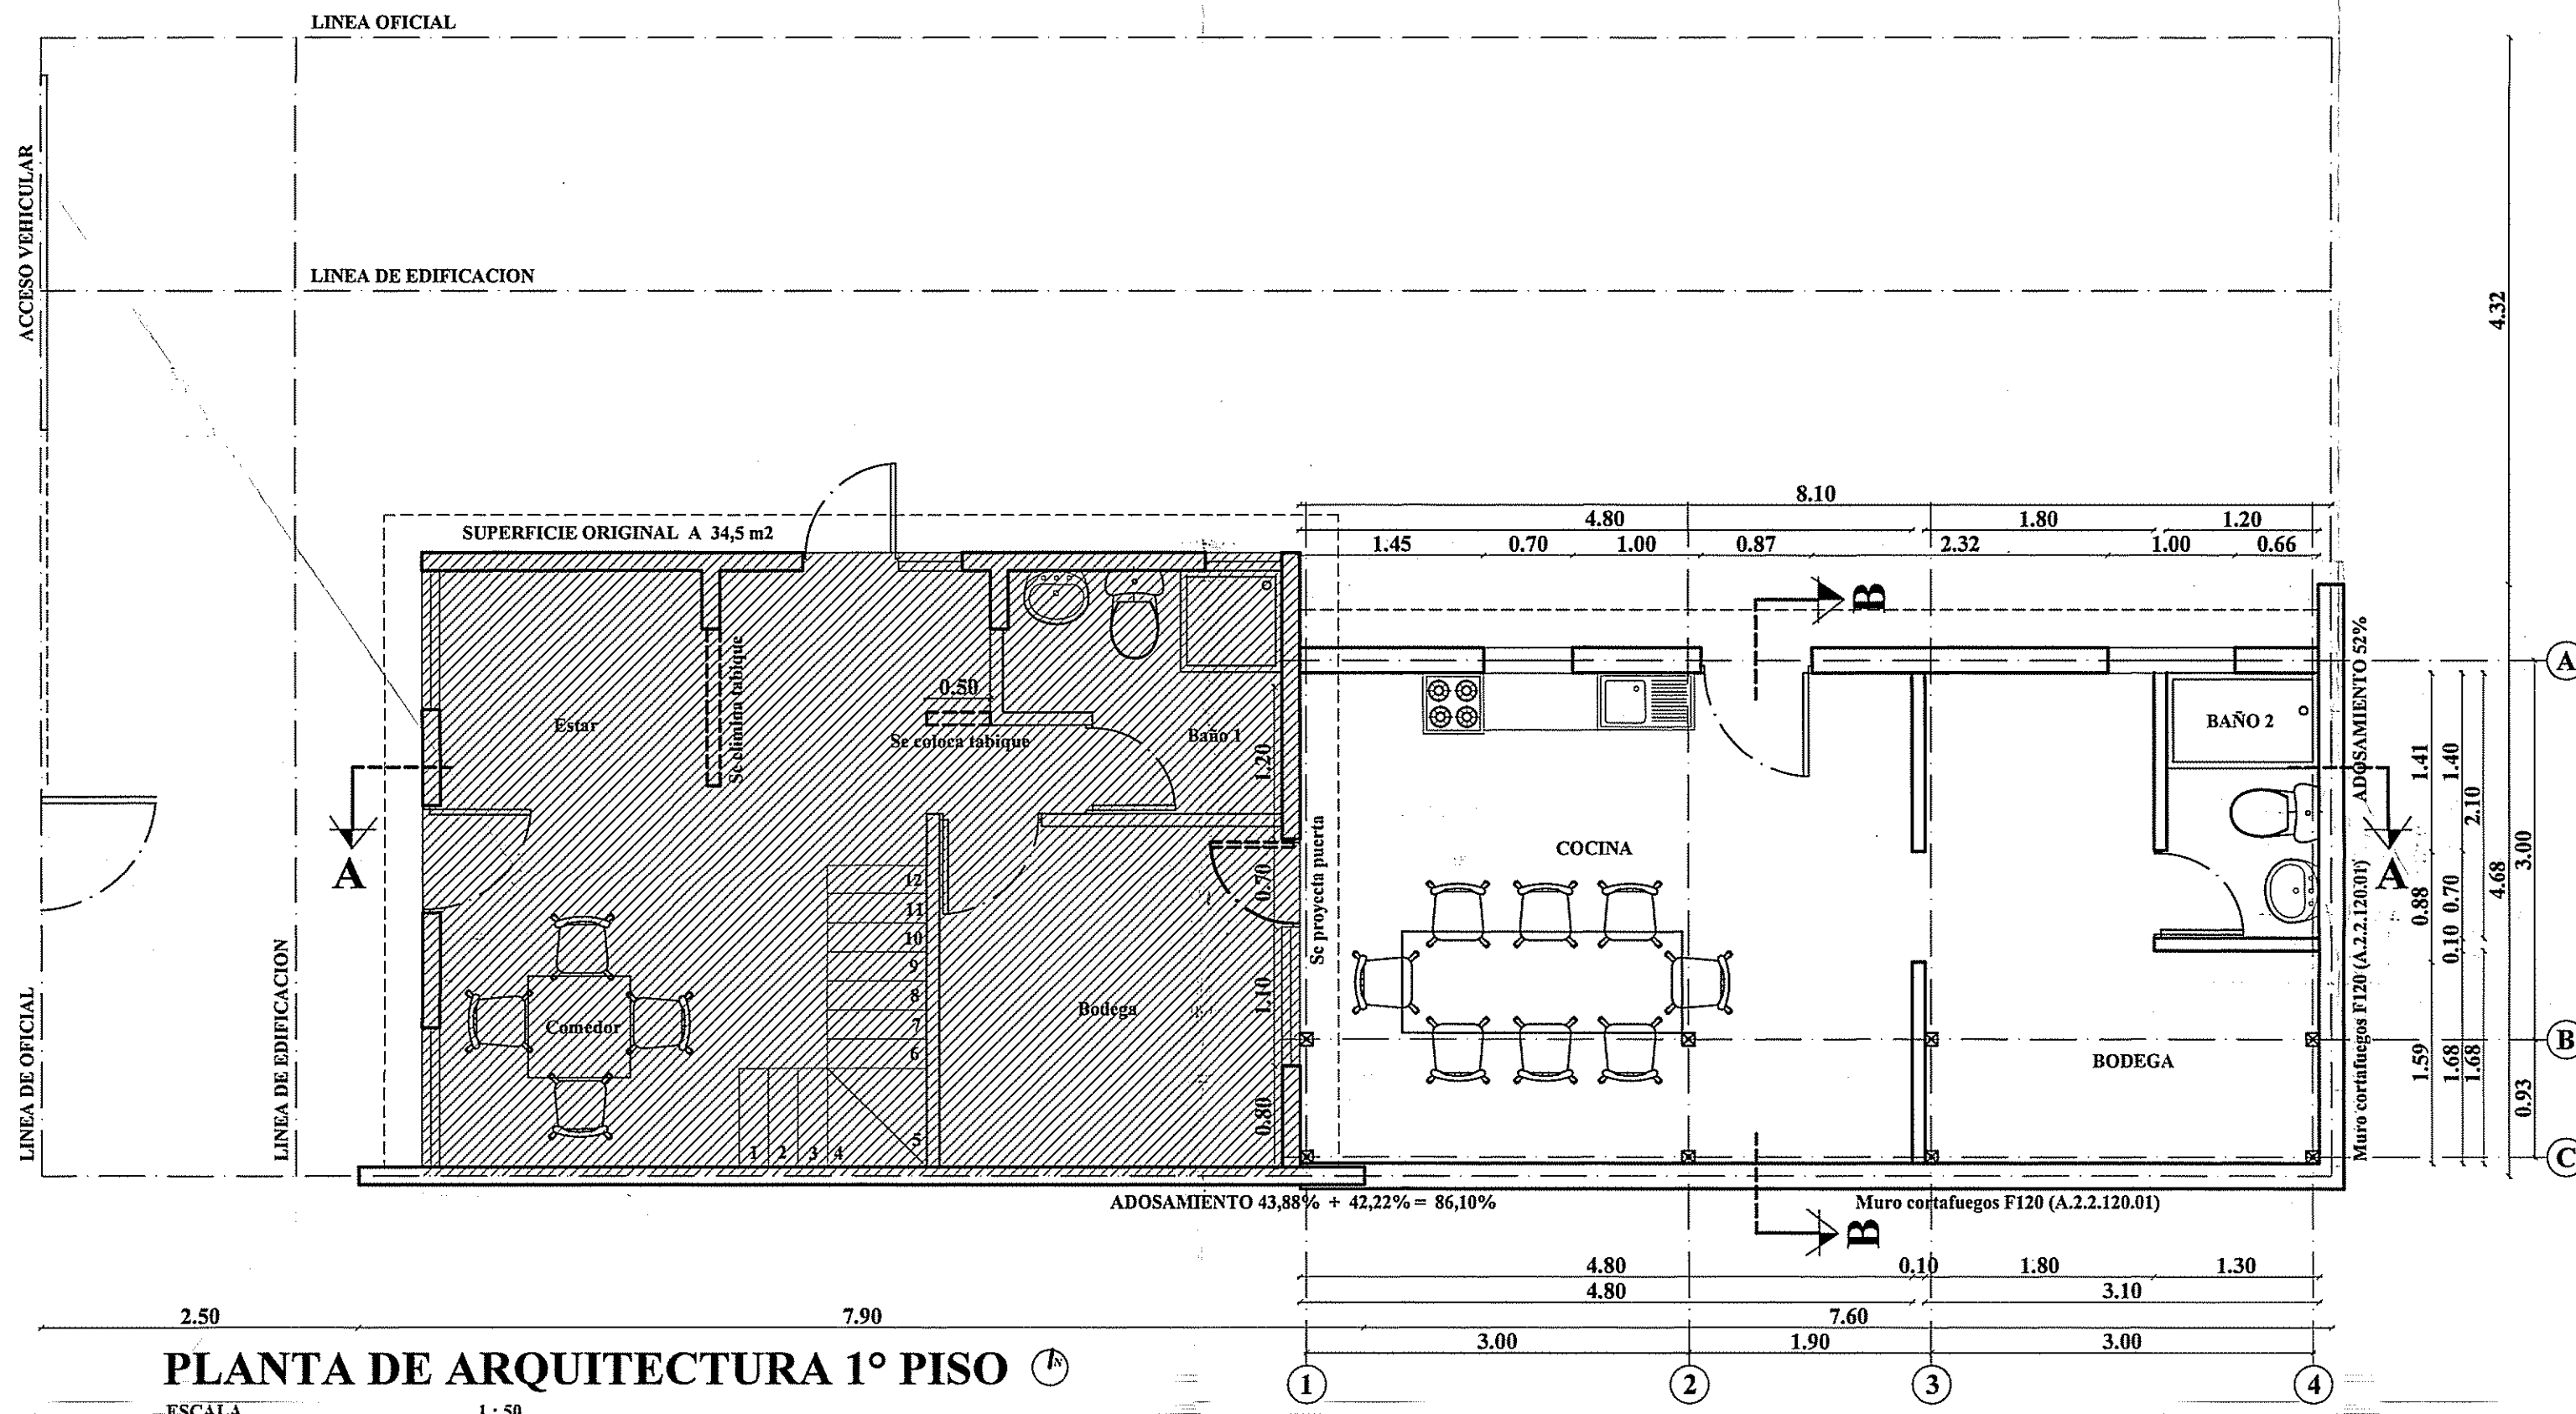 LINEA OFICIAL
ACCESO VEHICULAR
LINEA DE EDIFICACION
4.32
8.10
4.80
1.80
1.20
1.45
0.70
1.00
0.87
2.32
1.00
0.66
SUPERFICIE ORIGINAL A 34,5 m2
B
A
Se elimina tabique
0.50
Estar
Se coloca tabique
Baño 1
1.20
BAÑO 2
ADOSAMIENTO 52%
1.41
1.40
2.10
3.00
A
A
Se proyecta puerta
COCINA
0.70
12
11
10
9
8
7
6
5
1
2
3
4
0.88
0.70
0.10
4.68
Comedor
Bodega
1.10
0.80
BODEGA
B
1.59
1.68
1.68
0.93
C
LINEA DE OFICIAL
LINEA DE EDIFICACION
Muro cortafuegos F120 (A.2.2.120.01)
ADOSAMIENTO 43,88% + 42,22% = 86,10%
Muro cortafuegos F120 (A.2.2.120.01)
B
4.80
0.10
1.80
1.30
4.80
3.10
2.50
7.90
7.60
3.00
1.90
3.00
PLANTA DE ARQUITECTURA 1° PISO N
1
2
3
4
ESCALA 1 : 50